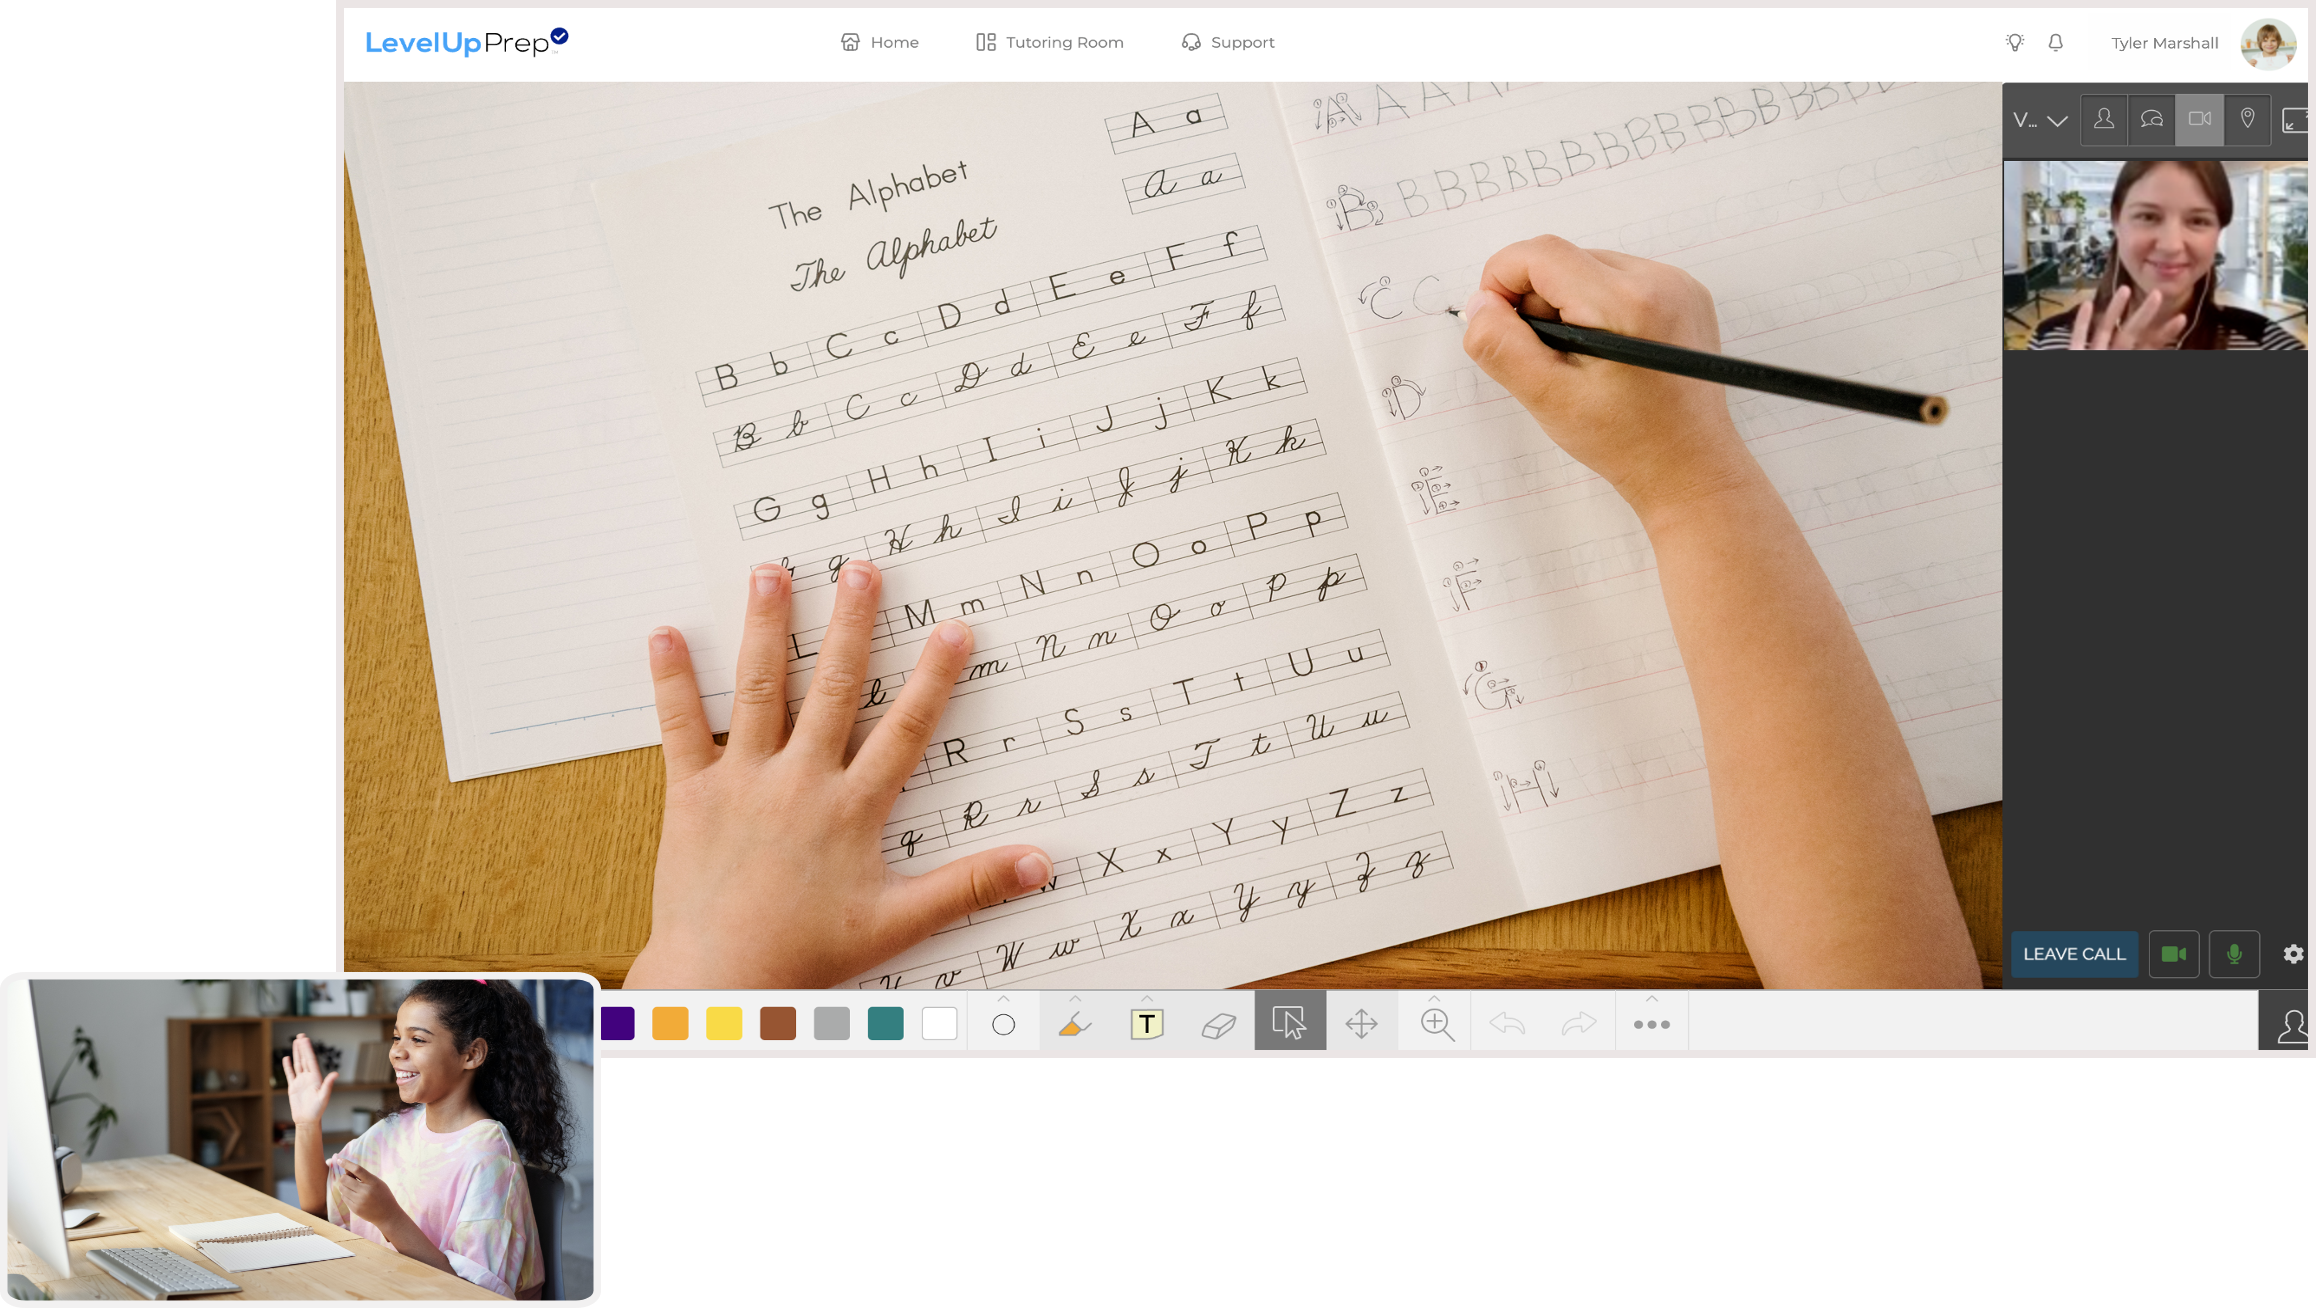 LevelUpPrep
Home
Tutoring Room
Support
Tyler Marshall
V...
The Alphabet
The Alphabet
A a
A a
B b C c D d E e F f
B b C c D d E e F f
G g H h I i J j K k
g H h I i J j K k
L M m N n O o P p
l m N n O o P p
R r S s T t U u
q R r S s T t U u
w X x Y y Z z
v W w X x Y y Z z
A A A
B B B B B B B B B B B B B B B
C C
D
E
F
G
H
LEAVE CALL
T